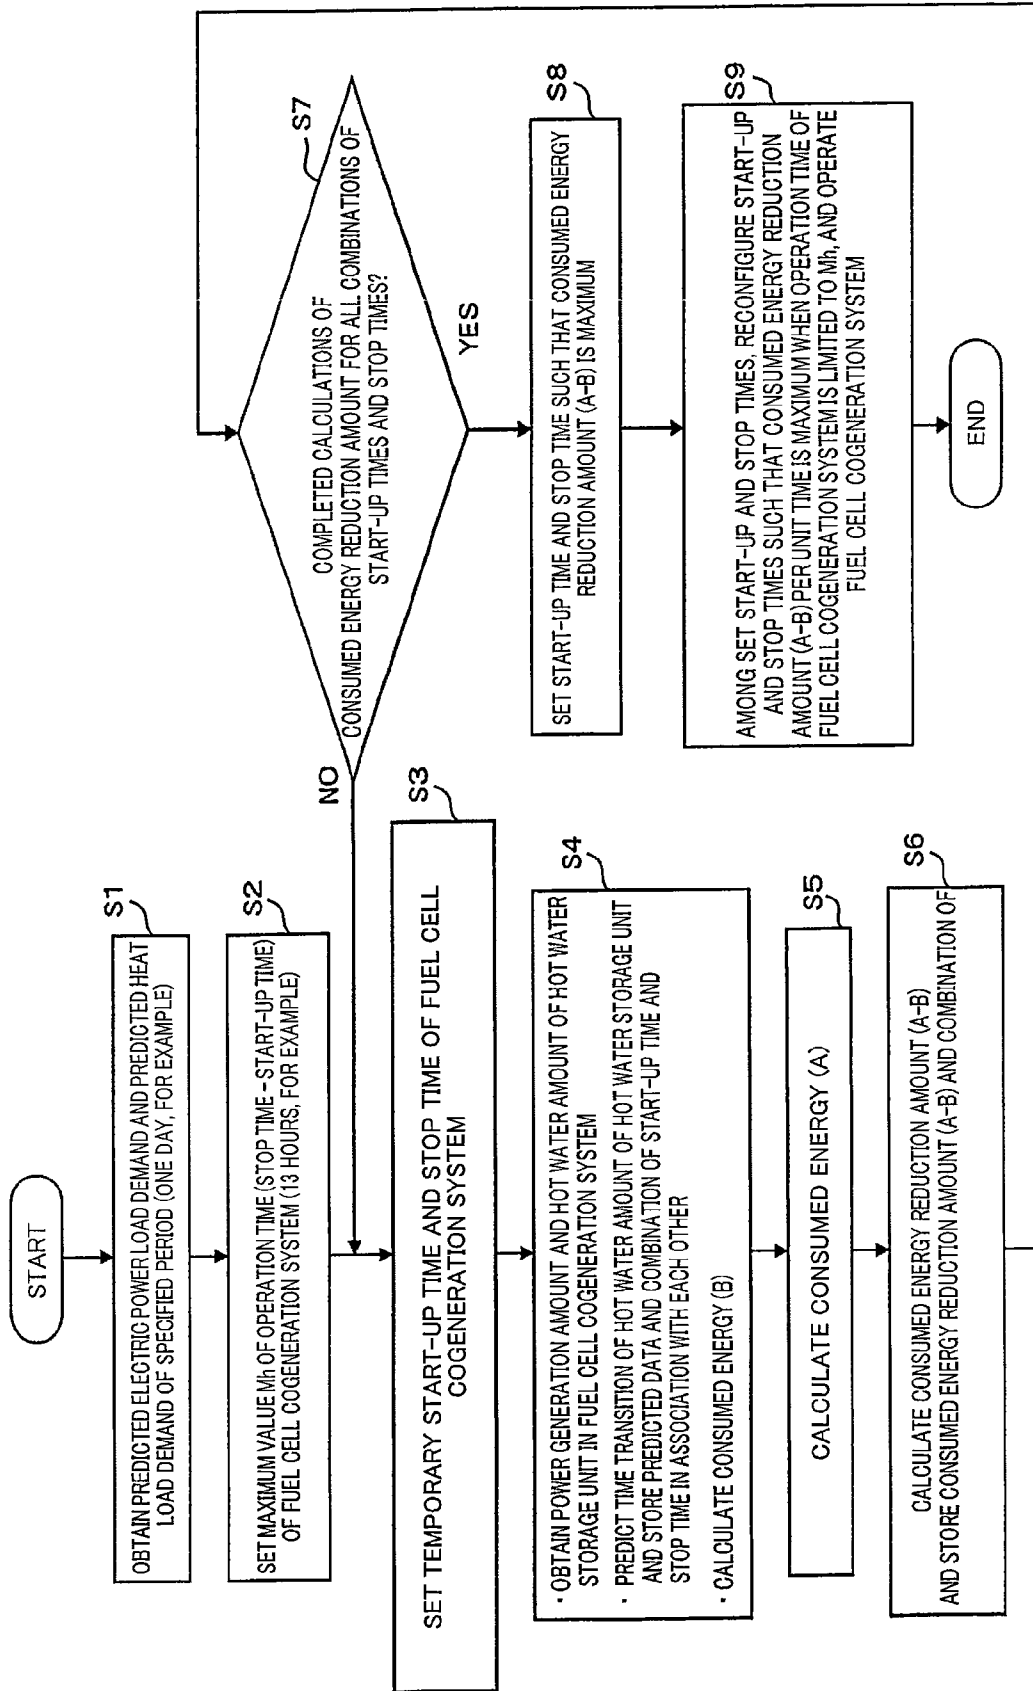 START
S1
OBTAIN PREDICTED ELECTRIC POWER LOAD DEMAND AND PREDICTED HEAT
LOAD DEMAND OF SPECIFIED PERIOD (ONE DAY, FOR EXAMPLE)
S2
SET MAXIMUM VALUE Mh OF OPERATION TIME (STOP TIME - START-UP TIME)
OF FUEL CELL COGENERATION SYSTEM (13 HOURS, FOR EXAMPLE)
S3
SET TEMPORARY START-UP TIME AND STOP TIME OF FUEL CELL
COGENERATION SYSTEM
S4
· OBTAIN POWER GENERATION AMOUNT AND HOT WATER AMOUNT OF HOT WATER
STORAGE UNIT IN FUEL CELL COGENERATION SYSTEM
· PREDICT TIME TRANSITION OF HOT WATER AMOUNT OF HOT WATER STORAGE UNIT
AND STORE PREDICTED DATA AND COMBINATION OF START-UP TIME AND
STOP TIME IN ASSOCIATION WITH EACH OTHER
· CALCULATE CONSUMED ENERGY (B)
S5
CALCULATE CONSUMED ENERGY (A)
S6
CALCULATE CONSUMED ENERGY REDUCTION AMOUNT (A-B)
AND STORE CONSUMED ENERGY REDUCTION AMOUNT (A-B) AND COMBINATION OF
S7
COMPLETED CALCULATIONS OF
CONSUMED ENERGY REDUCTION AMOUNT FOR ALL COMBINATIONS OF
START-UP TIMES AND STOP TIMES?
NO
YES
S8
SET START-UP TIME AND STOP TIME SUCH THAT CONSUMED ENERGY
REDUCTION AMOUNT (A-B) IS MAXIMUM
S9
AMONG SET START-UP AND STOP TIMES, RECONFIGURE START-UP
AND STOP TIMES SUCH THAT CONSUMED ENERGY REDUCTION
AMOUNT (A-B) PER UNIT TIME IS MAXIMUM WHEN OPERATION TIME OF
FUEL CELL COGENERATION SYSTEM IS LIMITED TO Mh, AND OPERATE
FUEL CELL COGENERATION SYSTEM
END